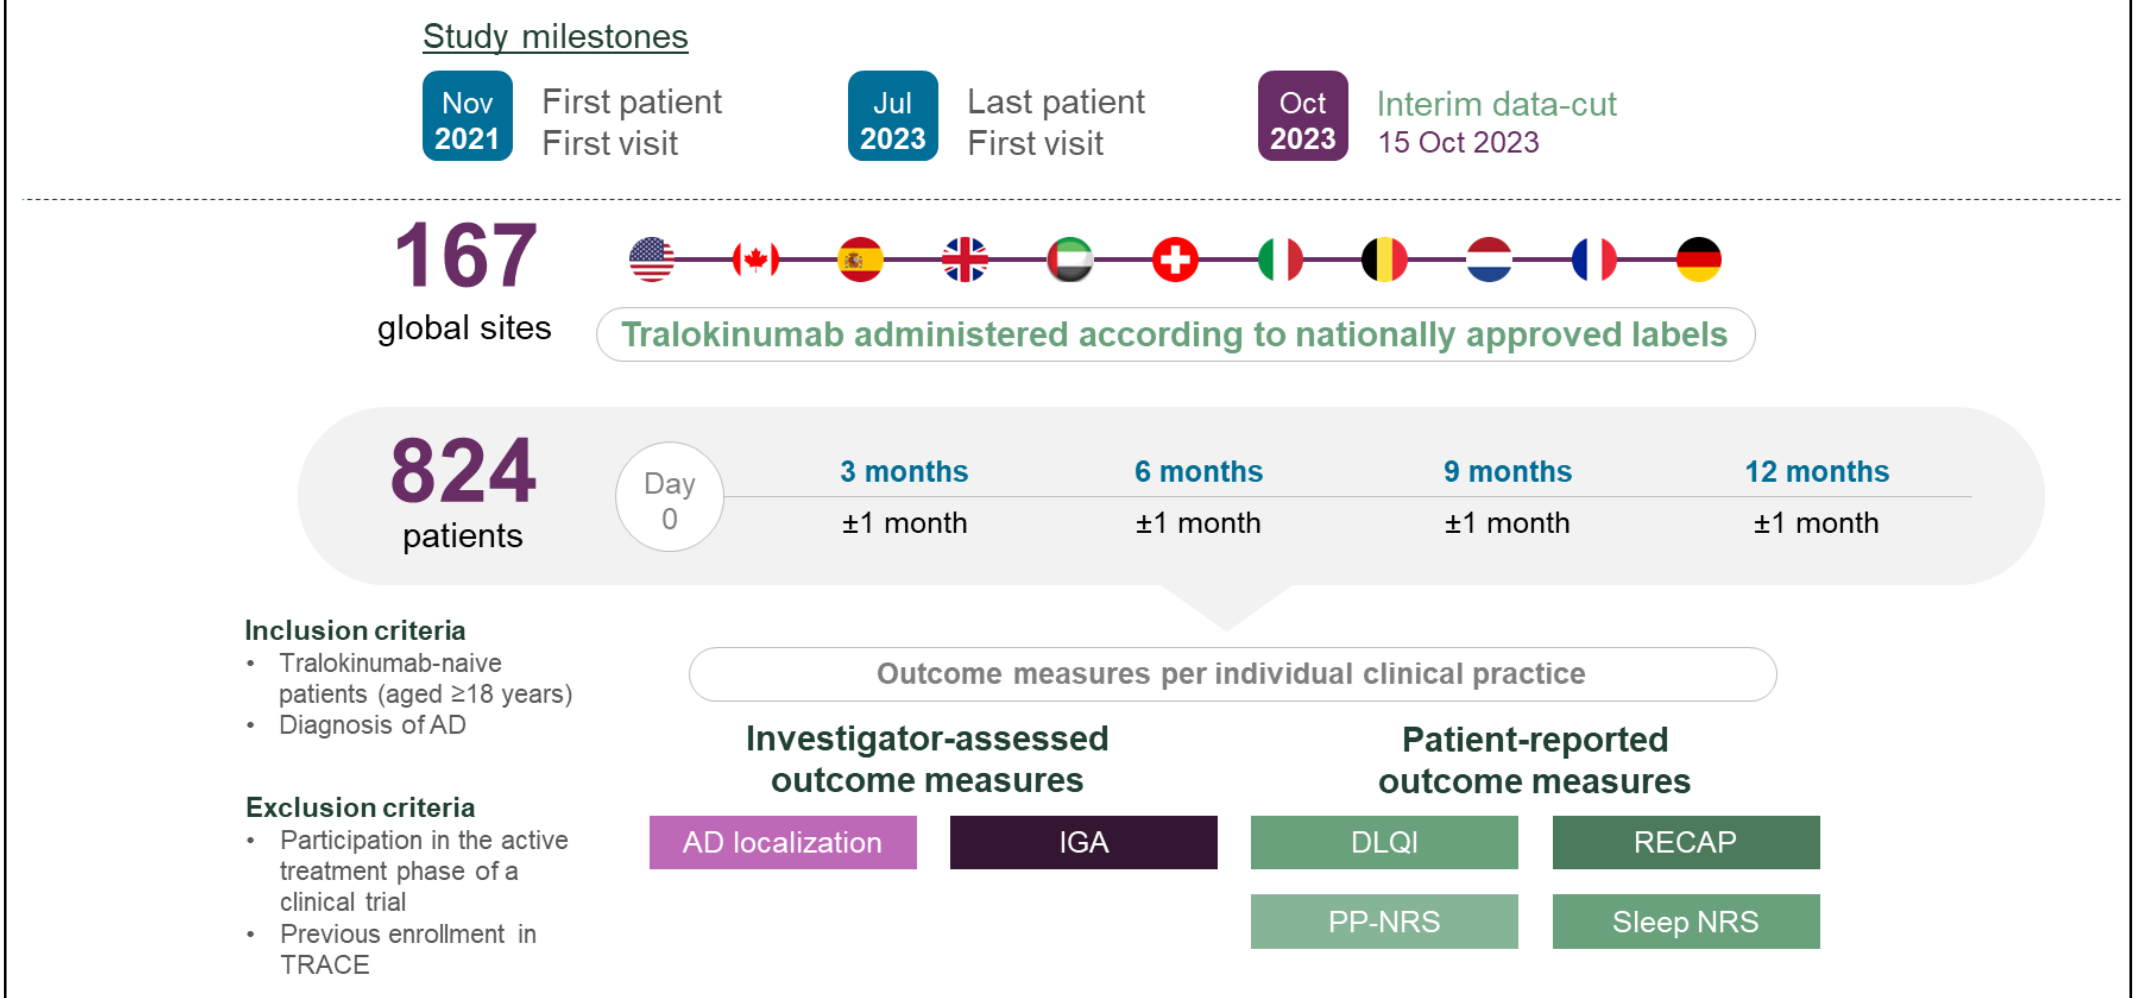 Study milestones
Nov
2021
First patient
First visit
Jul
2023
Last patient
First visit
Oct
2023
Interim data-cut
15 Oct 2023
167
global sites
Tralokinumab administered according to nationally approved labels
824
patients
Day
0
3 months
±1 month
6 months
±1 month
9 months
±1 month
12 months
±1 month
Inclusion criteria
• Tralokinumab-naive
patients (aged ≥18 years)
• Diagnosis of AD
Exclusion criteria
• Participation in the active
treatment phase of a
clinical trial
• Previous enrollment in
TRACE
Outcome measures per individual clinical practice
Investigator-assessed
outcome measures
AD localization
IGA
Patient-reported
outcome measures
DLQI
RECAP
PP-NRS
Sleep NRS